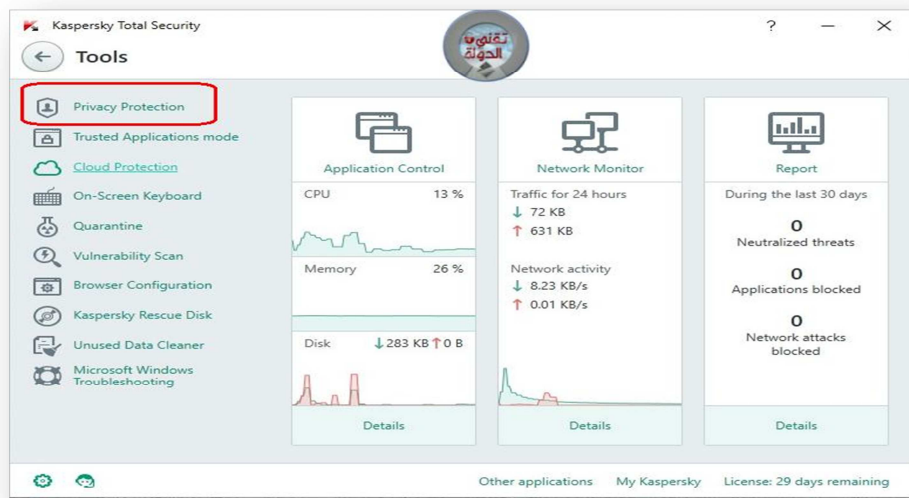 Kaspersky Total Security
?
Tools
تقني
الدولة
Privacy Protection
Trusted Applications mode
Cloud Protection
On-Screen Keyboard
Quarantine
Vulnerability Scan
Browser Configuration
Kaspersky Rescue Disk
Unused Data Cleaner
Microsoft Windows
Troubleshooting
Application Control
CPU 13 %
Memory 26 %
Disk ↓283 KB ↑0 B
Details
Network Monitor
Traffic for 24 hours
↓ 72 KB
↑ 631 KB
Network activity
↓ 8.23 KB/s
↑ 0.01 KB/s
Details
Report
During the last 30 days
0
Neutralized threats
0
Applications blocked
0
Network attacks
blocked
Details
Other applications My Kaspersky License: 29 days remaining